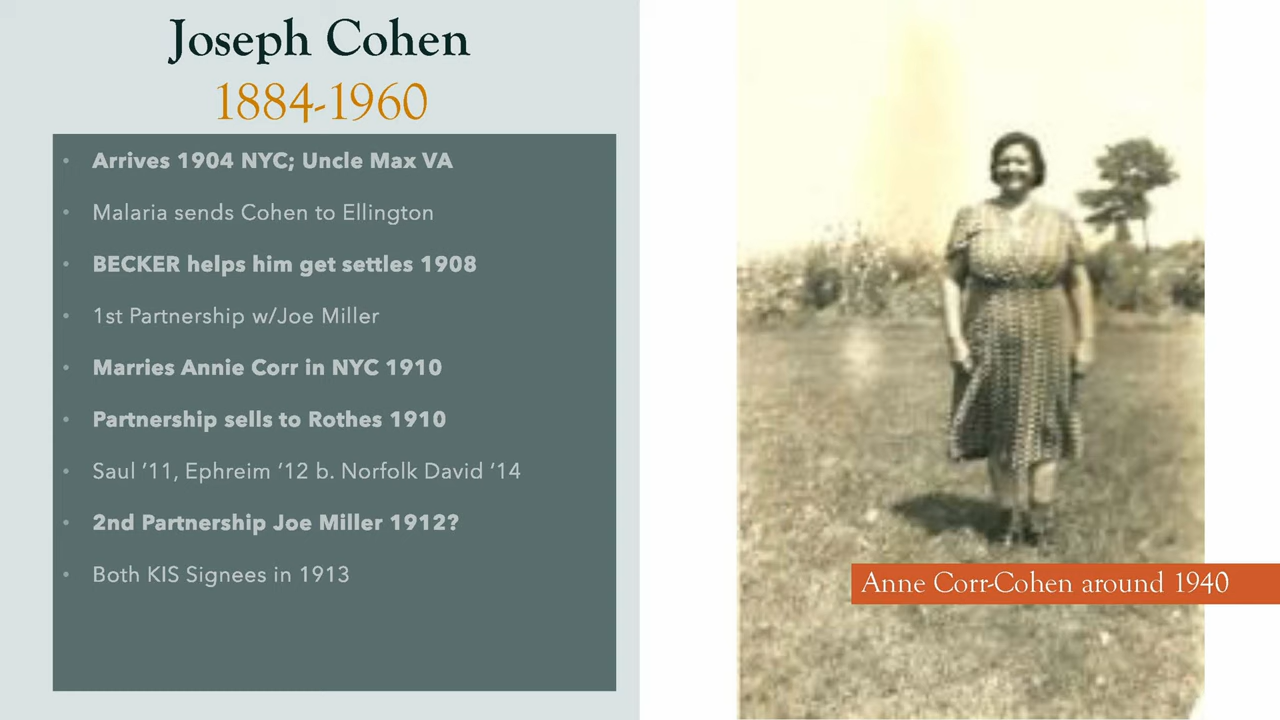 Joseph Cohen
1884-1960
• Arrives 1904 NYC; Uncle Max VA
• Malaria sends Cohen to Ellington
• BECKER helps him get settles 1908
• 1st Partnership w/Joe Miller
• Marries Annie Corr in NYC 1910
• Partnership sells to Rothes 1910
• Saul ’11, Ephreim ’12 b. Norfolk David ’14
• 2nd Partnership Joe Miller 1912?
• Both KIS Signees in 1913
Anne Corr-Cohen around 1940